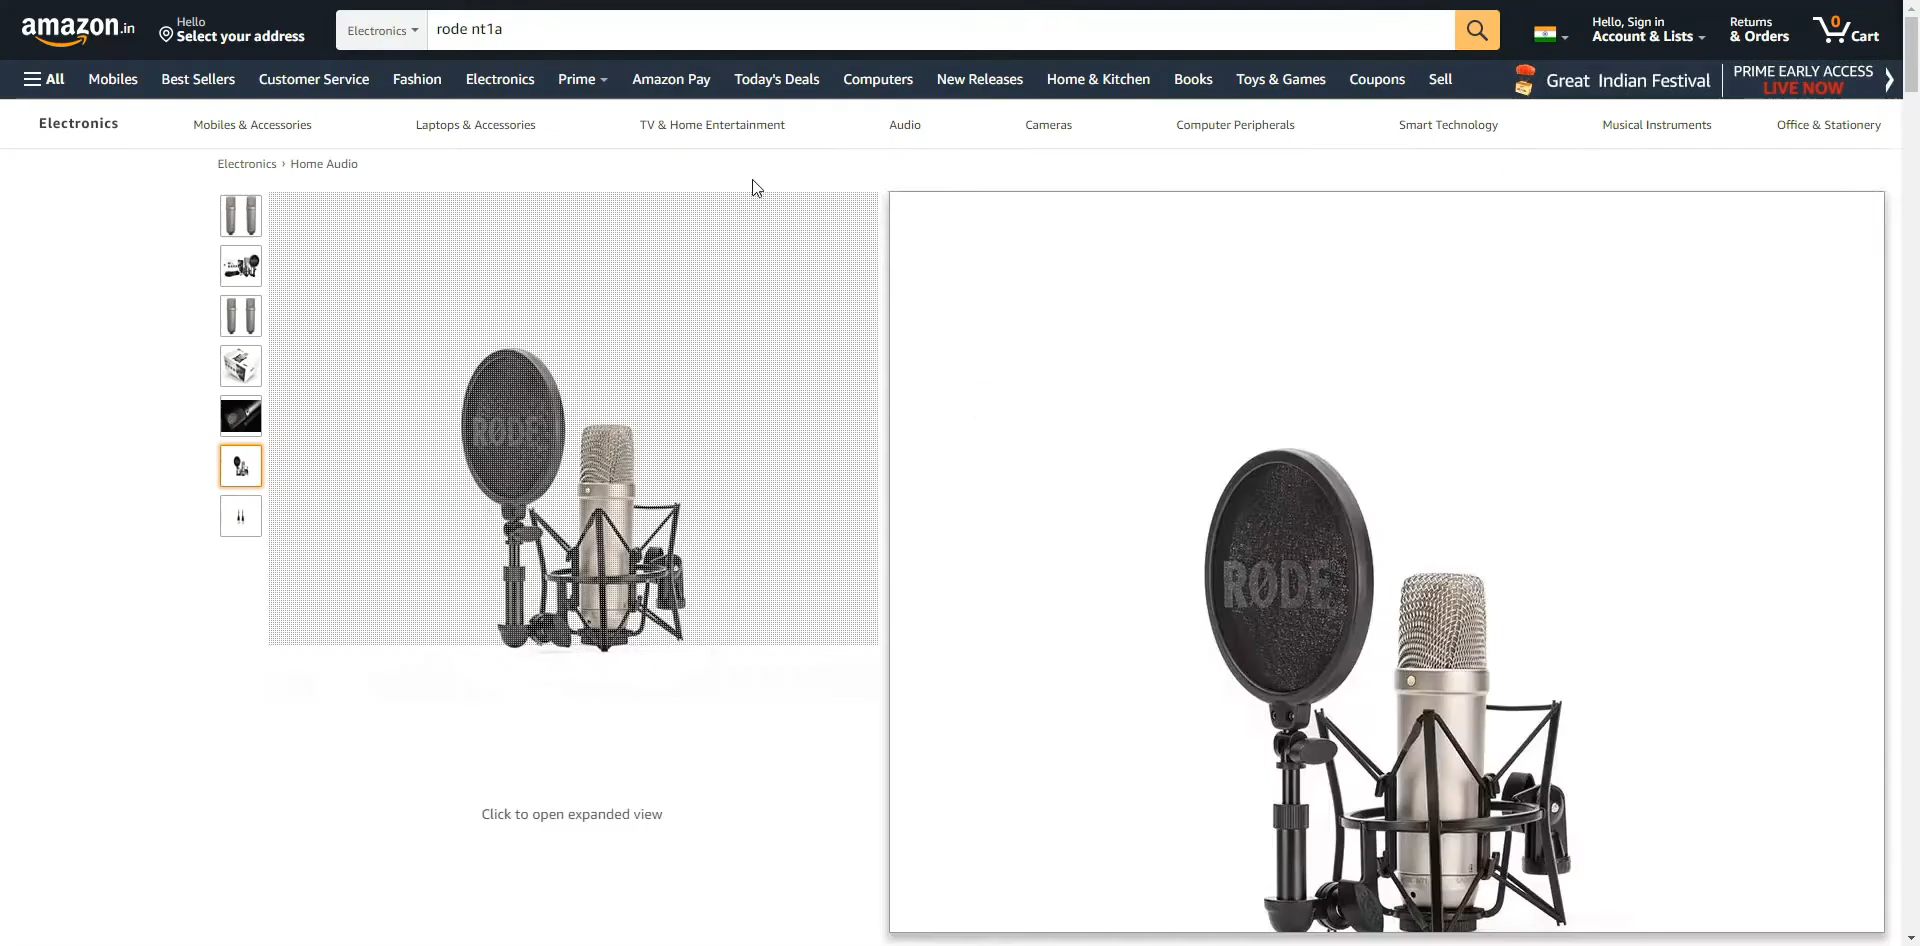 amazon.in
Hello
Select your address
Electronics
rode nt1a
Hello, Sign in
Account & Lists
Returns
& Orders
0
Cart
All
Mobiles
Best Sellers
Customer Service
Fashion
Electronics
Prime
Amazon Pay
Today's Deals
Computers
New Releases
Home & Kitchen
Books
Toys & Games
Coupons
Sell
Great Indian Festival
PRIME EARLY ACCESS
LIVE NOW
Electronics
Mobiles & Accessories
Laptops & Accessories
TV & Home Entertainment
Audio
Cameras
Computer Peripherals
Smart Technology
Musical Instruments
Office & Stationery
Electronics › Home Audio
RØDE
RØDE
Click to open expanded view